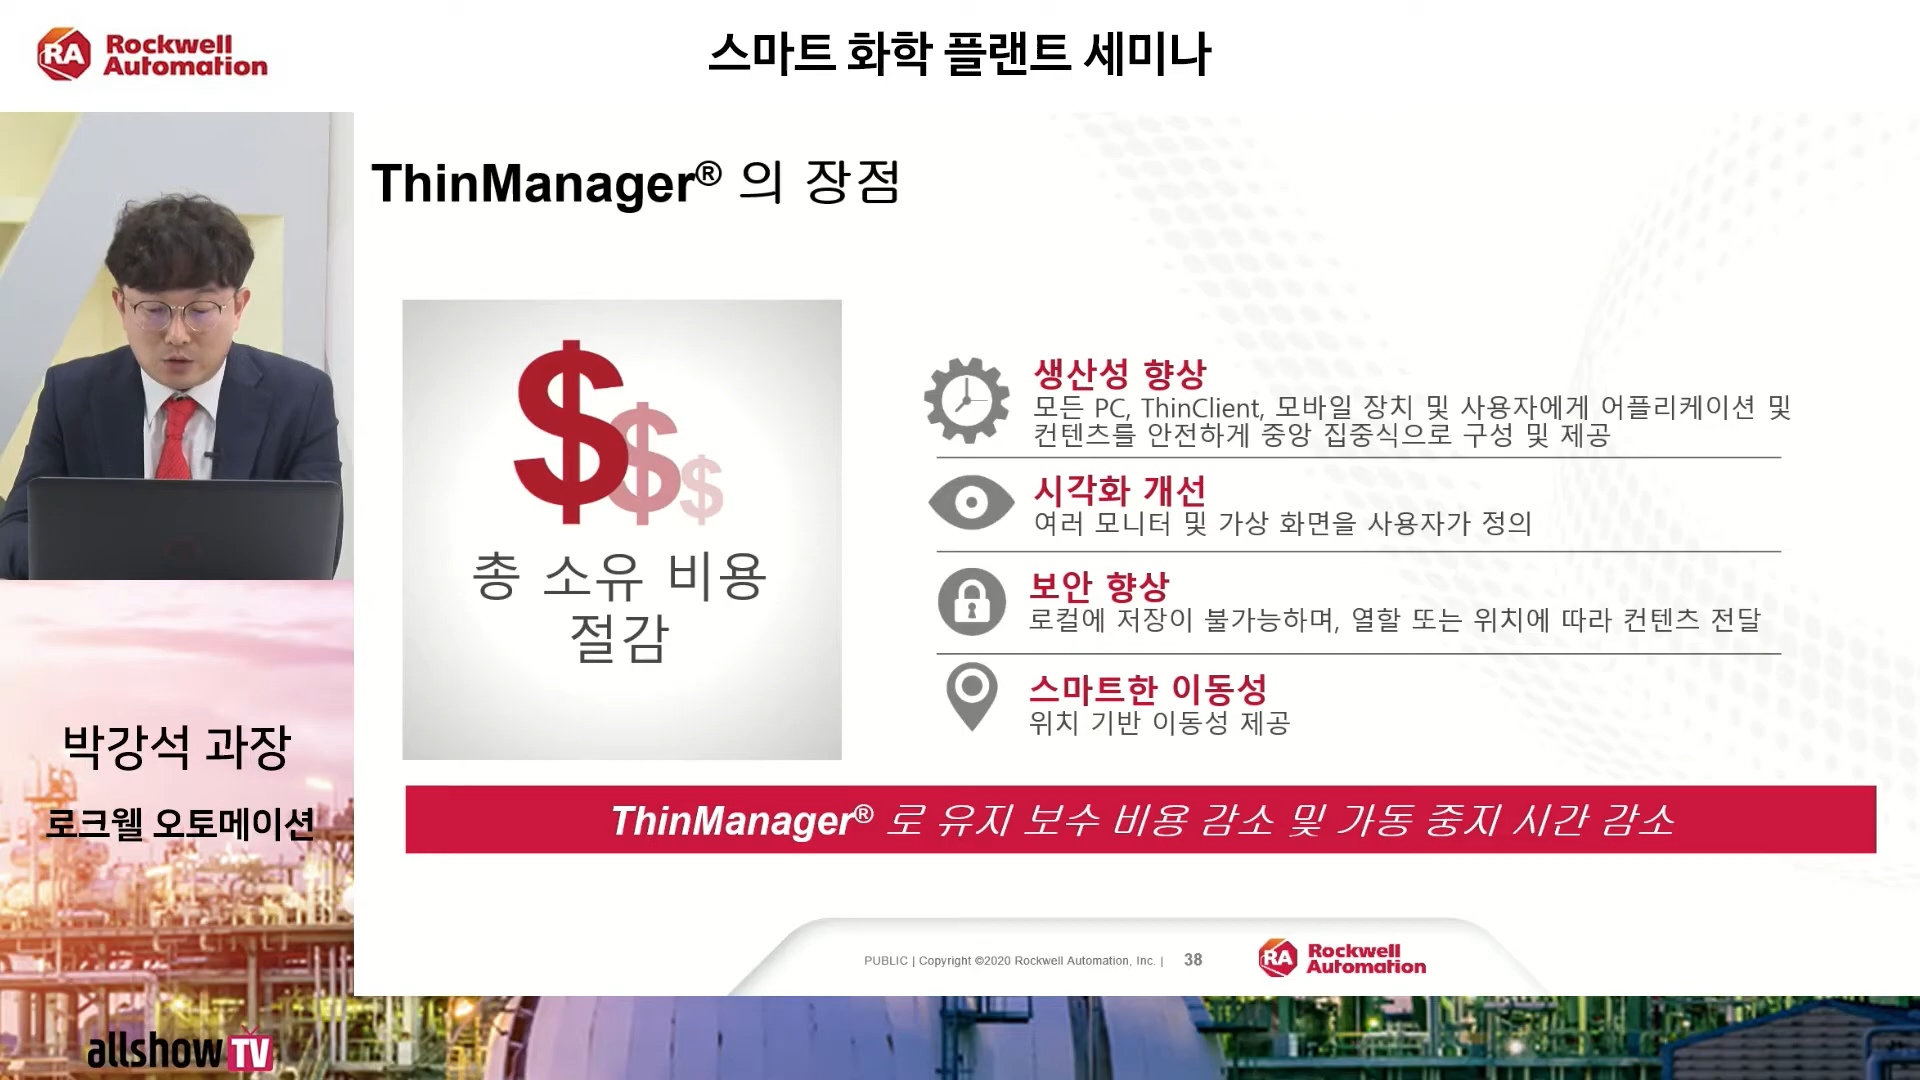 Rockwell
Automation
스마트 화학 플랜트 세미나
ThinManager® 의 장점
총 소유 비용
절감
생산성 향상
모든 PC, ThinClient, 모바일 장치 및 사용자에게 어플리케이션 및
컨텐츠를 안전하게 중앙 집중식으로 구성 및 제공
시각화 개선
여러 모니터 및 가상 화면을 사용자가 정의
보안 향상
로컬에 저장이 불가능하며, 열할 또는 위치에 따라 컨텐츠 전달
스마트한 이동성
위치 기반 이동성 제공
ThinManager® 로 유지 보수 비용 감소 및 가동 중지 시간 감소
박강석 과장
로크웰 오토메이션
PUBLIC | Copyright ©2020 Rockwell Automation, Inc. | 38
RA Rockwell
Automation
allshow TV